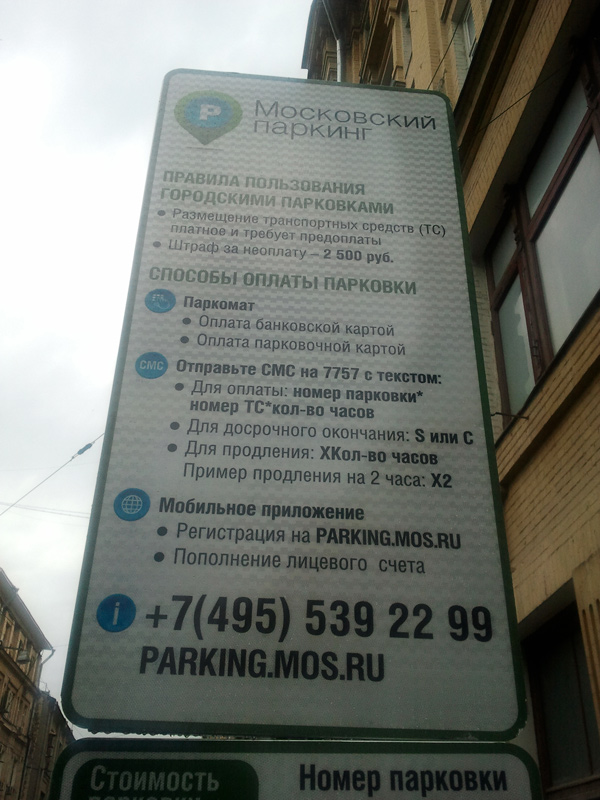 P
Московский
паркинг
ПРАВИЛА ПОЛЬЗОВАНИЯ
ГОРОДСКИМИ ПАРКОВКАМИ
• Размещение транспортных средств (ТС)
платное и требует предоплаты
• Штраф за неоплату – 2 500 руб.
СПОСОБЫ ОПЛАТЫ ПАРКОВКИ
Паркомат
• Оплата банковской картой
• Оплата парковочной картой
СМС Отправьте СМС на 7757 с текстом:
• Для оплаты: номер парковки*
номер ТС*кол-во часов
• Для досрочного окончания: S или С
• Для продления: ХКол-во часов
Пример продления на 2 часа: Х2
Мобильное приложение
• Регистрация на PARKING.MOS.RU
• Пополнение лицевого счета
i +7(495) 539 22 99
PARKING.MOS.RU
Стоимость
Номер парковки